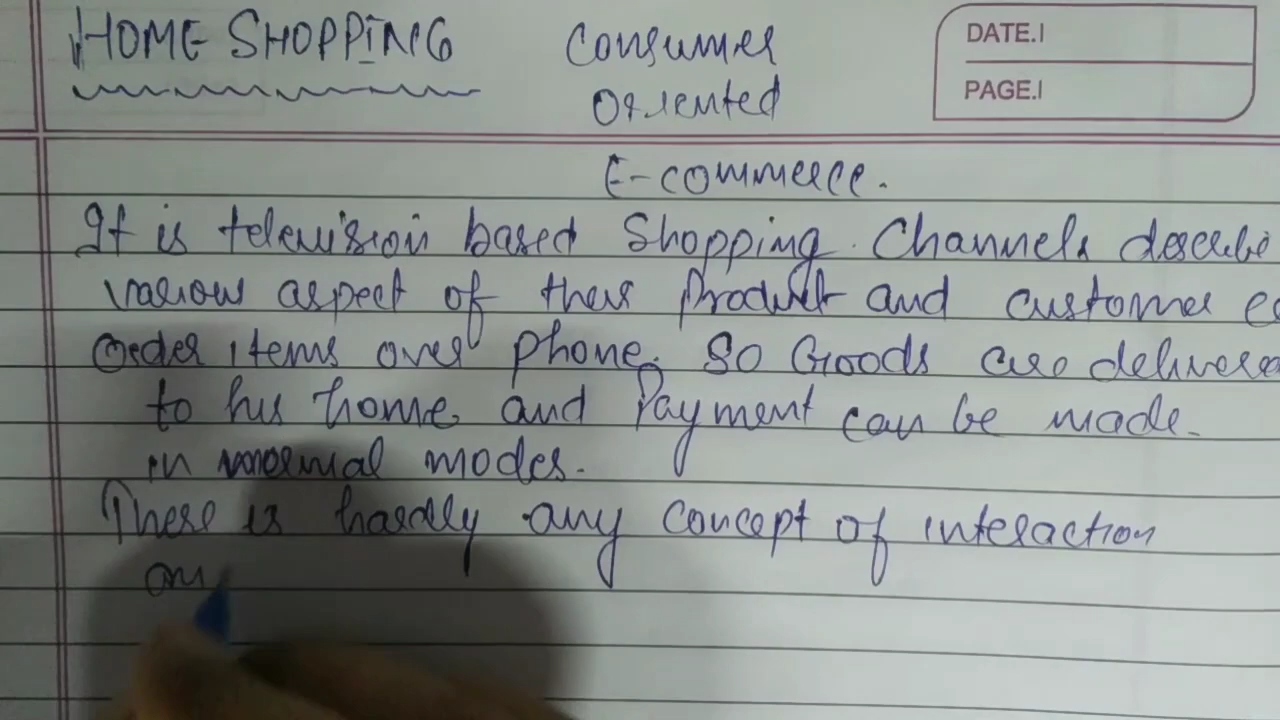 HOME SHOPPING
Consumer
Oriented
E-commerce.
DATE.
PAGE.
It is television based Shopping. Channels describe
various aspect of their Product and customer c
Order items over phone. So Goods are delivere
to his home and Payment can be made
in normal modes.
There is hardly any concept of interaction